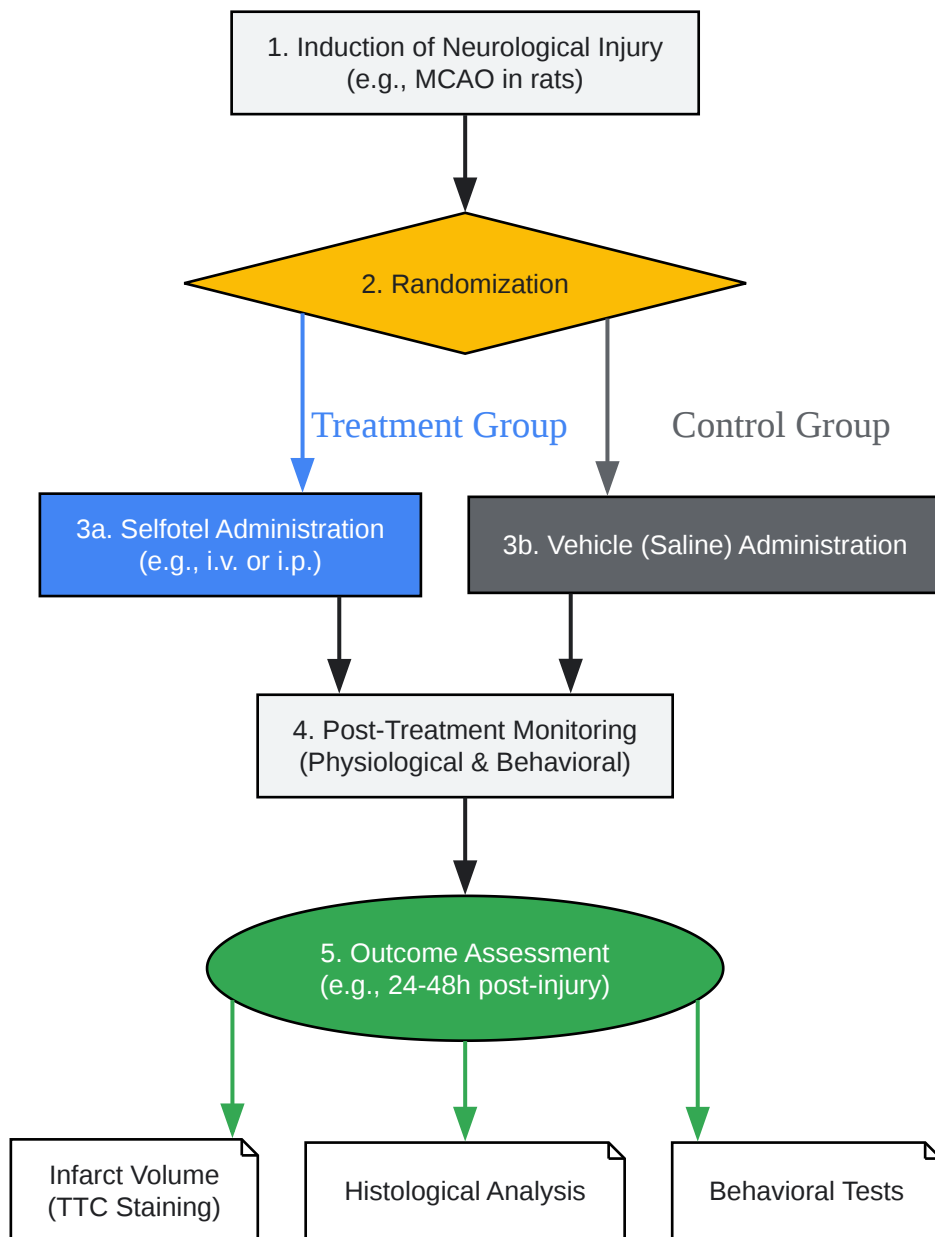 1. Induction of Neurological Injury
(e.g., MCAO in rats)
2. Randomization
Treatment Group
Control Group
3a. Selfotel Administration
(e.g., i.v. or i.p.)
3b. Vehicle (Saline) Administration
4. Post-Treatment Monitoring
(Physiological & Behavioral)
5. Outcome Assessment
(e.g., 24-48h post-injury)
Infarct Volume
(TTC Staining)
Histological Analysis
Behavioral Tests